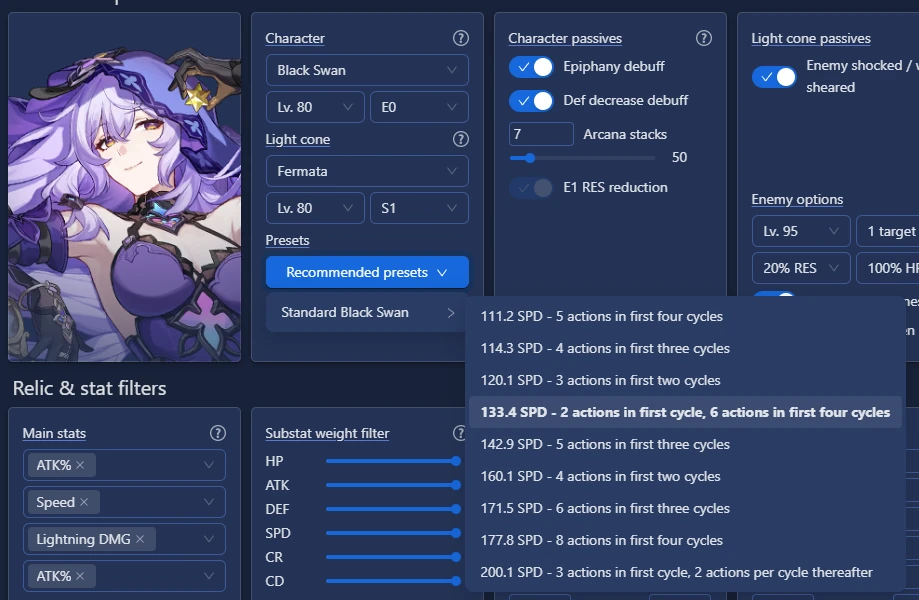 Character
Black Swan
Lv. 80
E0
Light cone
Fermata
Lv. 80
S1
Presets
Recommended presets
Standard Black Swan
Character passives
Epiphany debuff
Def decrease debuff
7
Arcana stacks
50
E1 RES reduction
Light cone passives
Enemy shocked /
sheared
Enemy options
Lv. 95
1 target
20% RES
100% HP
111.2 SPD - 5 actions in first four cycles
114.3 SPD - 4 actions in first three cycles
120.1 SPD - 3 actions in first two cycles
133.4 SPD - 2 actions in first cycle, 6 actions in first four cycles
142.9 SPD - 5 actions in first three cycles
160.1 SPD - 4 actions in first two cycles
171.5 SPD - 6 actions in first three cycles
177.8 SPD - 8 actions in first four cycles
200.1 SPD - 3 actions in first cycle, 2 actions per cycle thereafter
Relic & stat filters
Main stats
ATK%
Speed
Lightning DMG
ATK%
Substat weight filter
HP
ATK
DEF
SPD
CR
CD